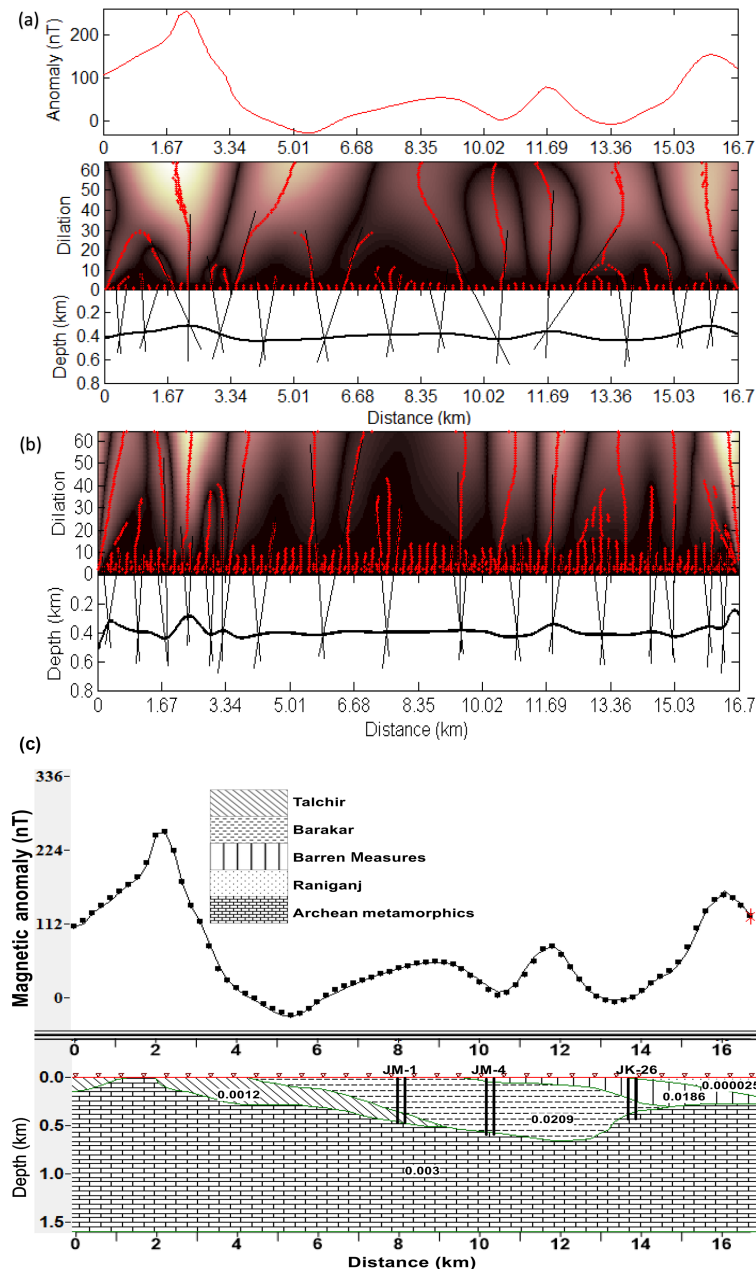 (a)
Anomaly (nT)
200
100
0
0 1.67 3.34 5.01 6.68 8.35 10.02 11.69 13.36 15.03 16.7
Dilation
60
50
40
30
20
10
0
Depth (km)
0.2
0.4
0.6
0.8
0 1.67 3.34 5.01 6.68 8.35 10.02 11.69 13.36 15.03 16.7
Distance (km)
(b)
Dilation
60
50
40
30
20
10
0
Depth (km)
0.2
0.4
0.6
0.8
0 1.67 3.34 5.01 6.68 8.35 10.02 11.69 13.36 15.03 16.7
Distance (km)
(c)
Magnetic anomaly (nT)
336
224
112
0
Talchir
Barakar
Barren Measures
Raniganj
Archean metamorphics
0 2 4 6 8 10 12 14 16
JM-1 JM-4 JK-26
Depth (km)
0.0
0.5
1.0
1.5
0.0012
0.0209
0.0186
0.000025
0.003
0 2 4 6 8 10 12 14 16
Distance (km)